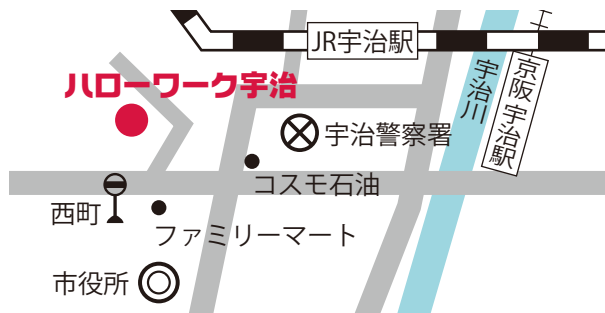 JR宇治駅
ハローワーク宇治
宇治川
京阪 宇治駅
宇治警察署
コスモ石油
西町
ファミリーマート
市役所